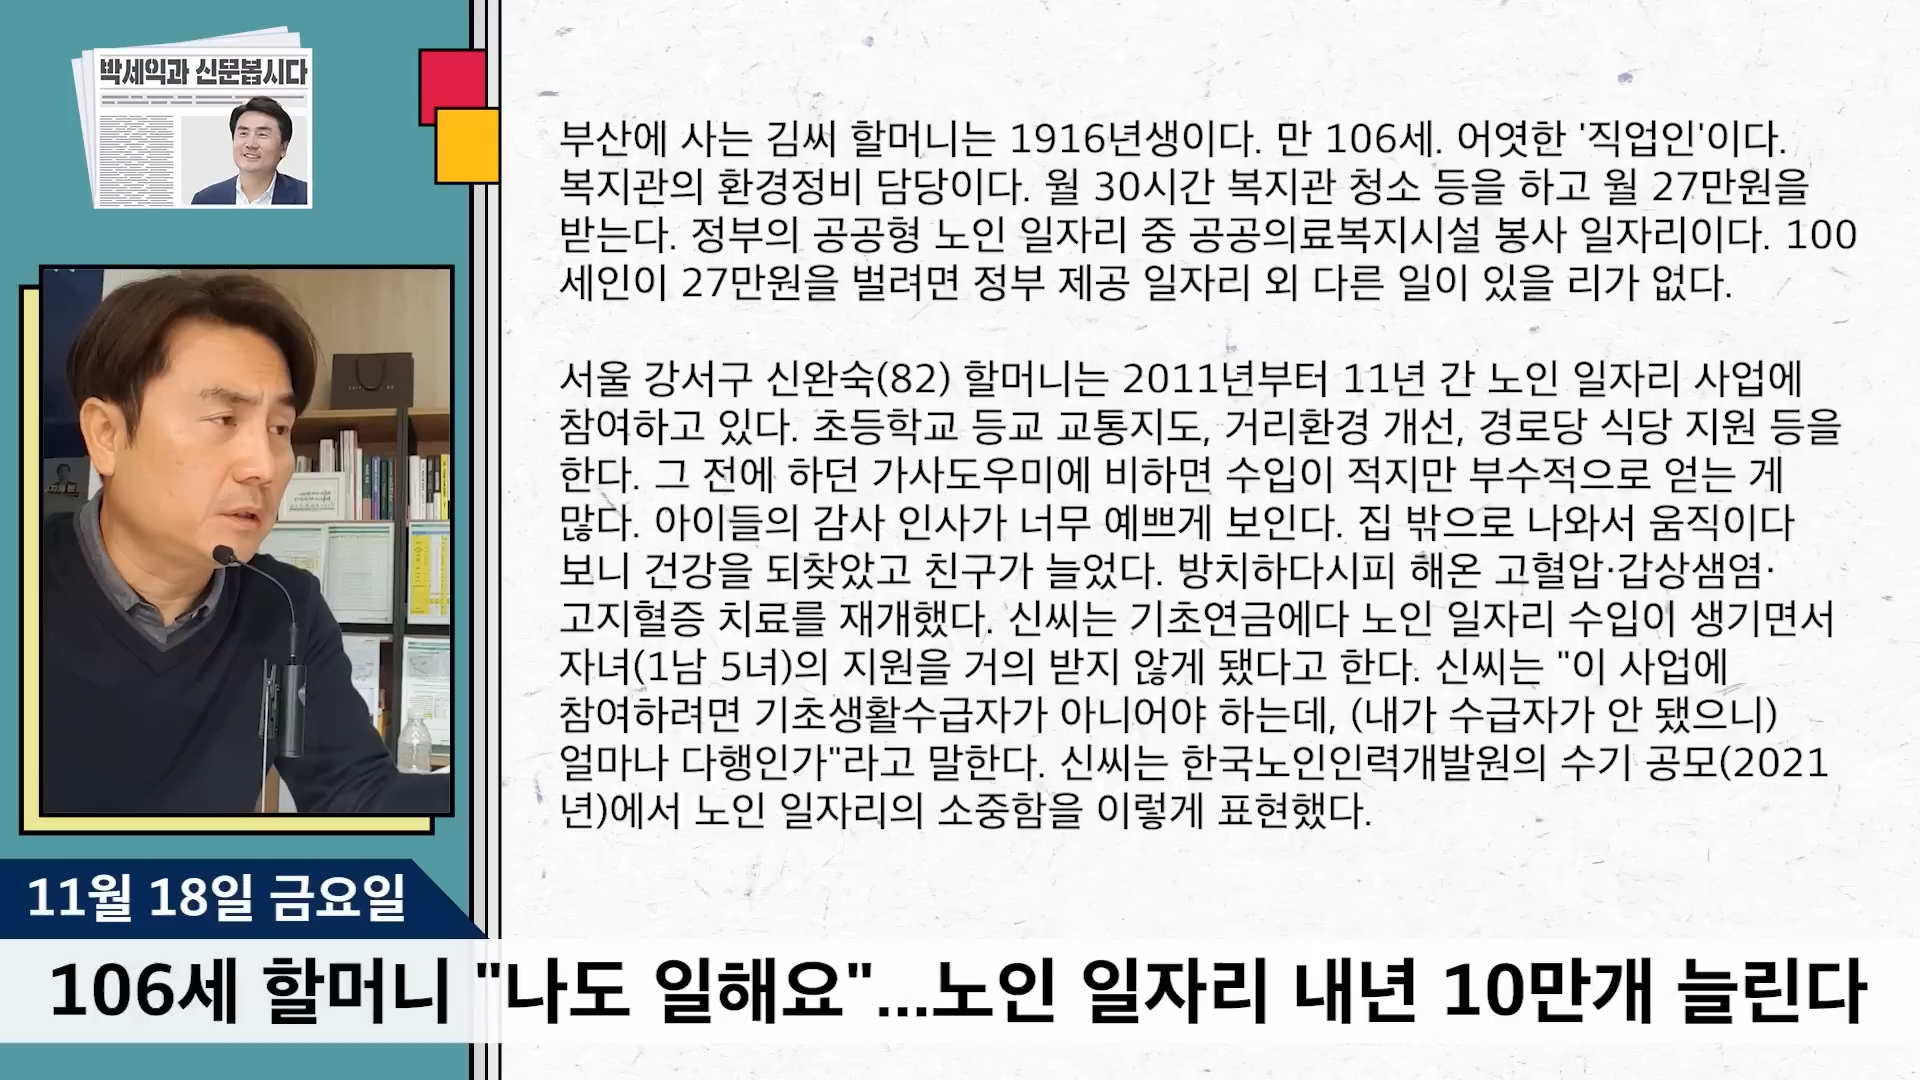 박세익과 신문봅시다
부산에 사는 김써 할머니는 1916년생이다. 만 106세. 어엿한 '직업인'이다.
복지관의 환경정비 담당이다. 월 30시간 복지관 청소 등을 하고 월 27만원을
받는다. 정부의 공공형 노인 일자리 중 공공의료복지시설 봉사 일자리이다. 100
세인이 27만원을 벌려면 정부 제공 일자리 외 다른 일이 있을 리가 없다.
서울 강서구 신완숙(82) 할머니는 2011년부터 11년 간 노인 일자리 사업에
참여하고 있다. 초등학교 등교 교통지도, 거리환경 개선, 경로당 식당 지원 등을
한다. 그 전에 하던 가사도우미에 비하면 수입이 적지만 부수적으로 얻는 게
많다. 아이들의 감사 인사가 너무 예쁘게 보인다. 집 밖으로 나와서 움직이다
보니 건강을 되찾았고 친구가 늘었다. 방치하다시피 해온 고혈압·갑상샘염·
고지혈증 치료를 재개했다. 신씨는 기초연금에다 노인 일자리 수입이 생기면서
자녀(1남 5녀)의 지원을 거의 받지 않게 됐다고 한다. 신씨는 "이 사업에
참여하려면 기초생활수급자가 아니어야 하는데, (내가 수급자가 안 됐으니)
얼마나 다행인가"라고 말한다. 신씨는 한국노인인력개발원의 수기 공모(2021
년)에서 노인 일자리의 소중함을 이렇게 표현했다.
11월 18일 금요일
106세 할머니 "나도 일해요"...노인 일자리 내년 10만개 늘린다